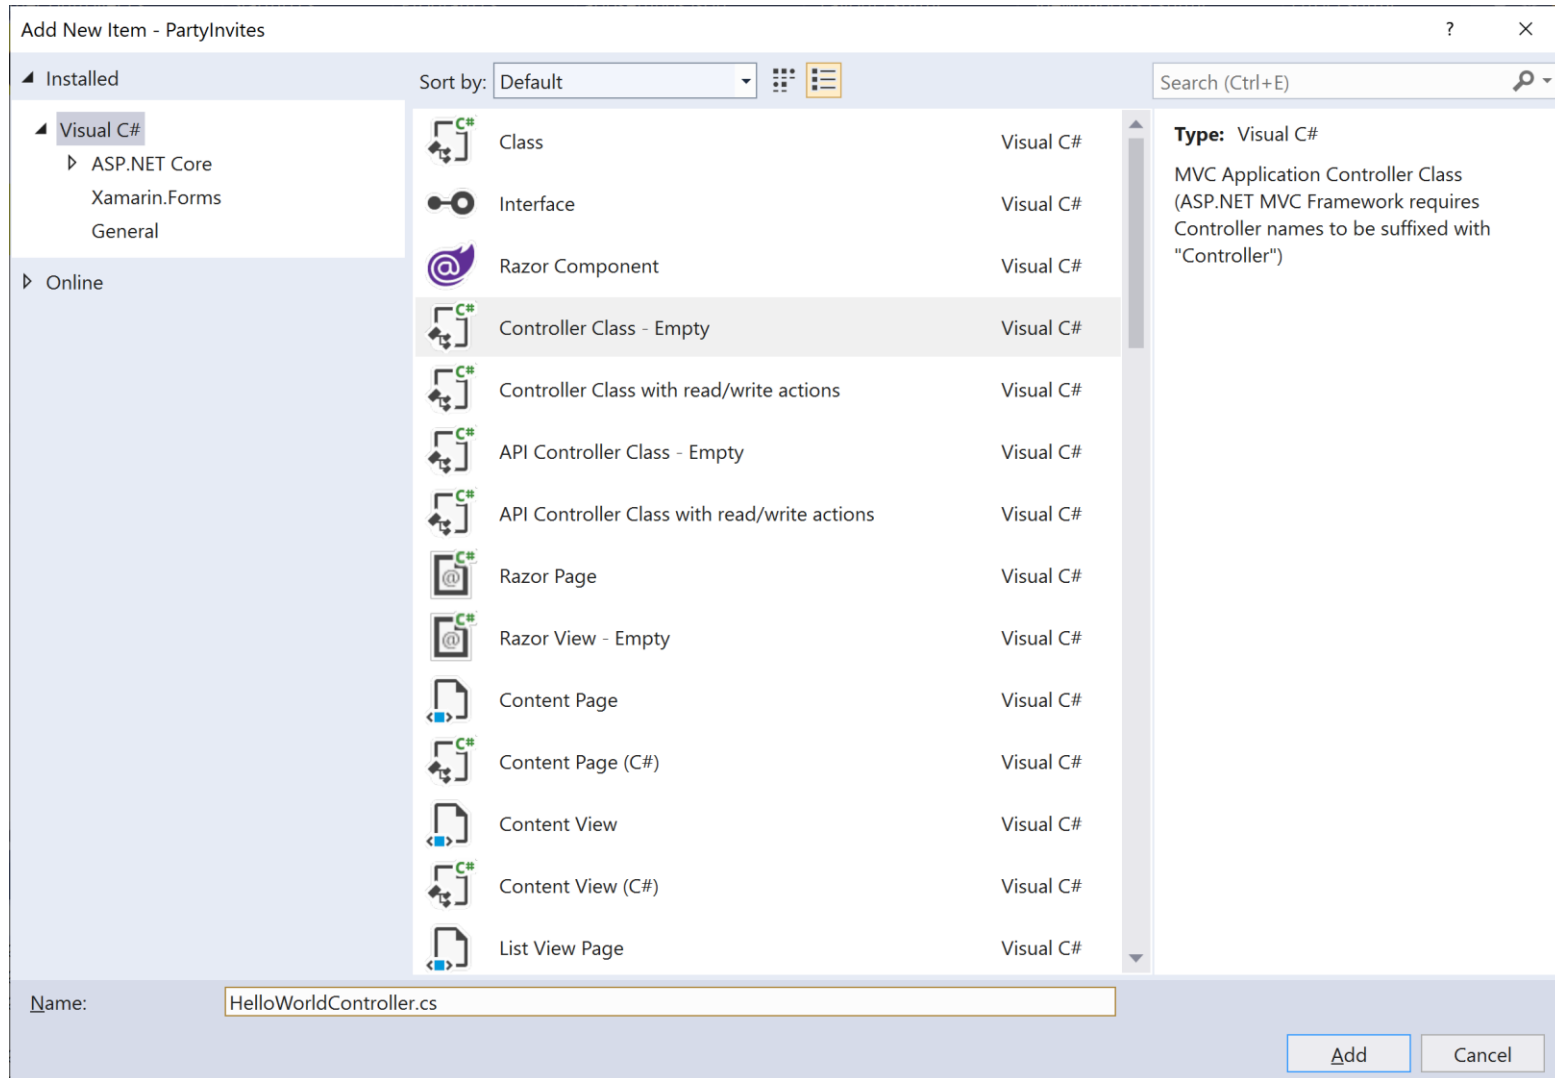 Add New Item - PartyInvites
?
Installed
Sort by: Default
Search (Ctrl+E)
Visual C#
ASP.NET Core
Xamarin.Forms
General
Online
Class Visual C#
Interface Visual C#
Razor Component Visual C#
Controller Class - Empty Visual C#
Controller Class with read/write actions Visual C#
API Controller Class - Empty Visual C#
API Controller Class with read/write actions Visual C#
Razor Page Visual C#
Razor View - Empty Visual C#
Content Page Visual C#
Content Page (C#) Visual C#
Content View Visual C#
Content View (C#) Visual C#
List View Page Visual C#
Type: Visual C#
MVC Application Controller Class
(ASP.NET MVC Framework requires
Controller names to be suffixed with
"Controller")
Name: HelloWorldController.cs
Add Cancel